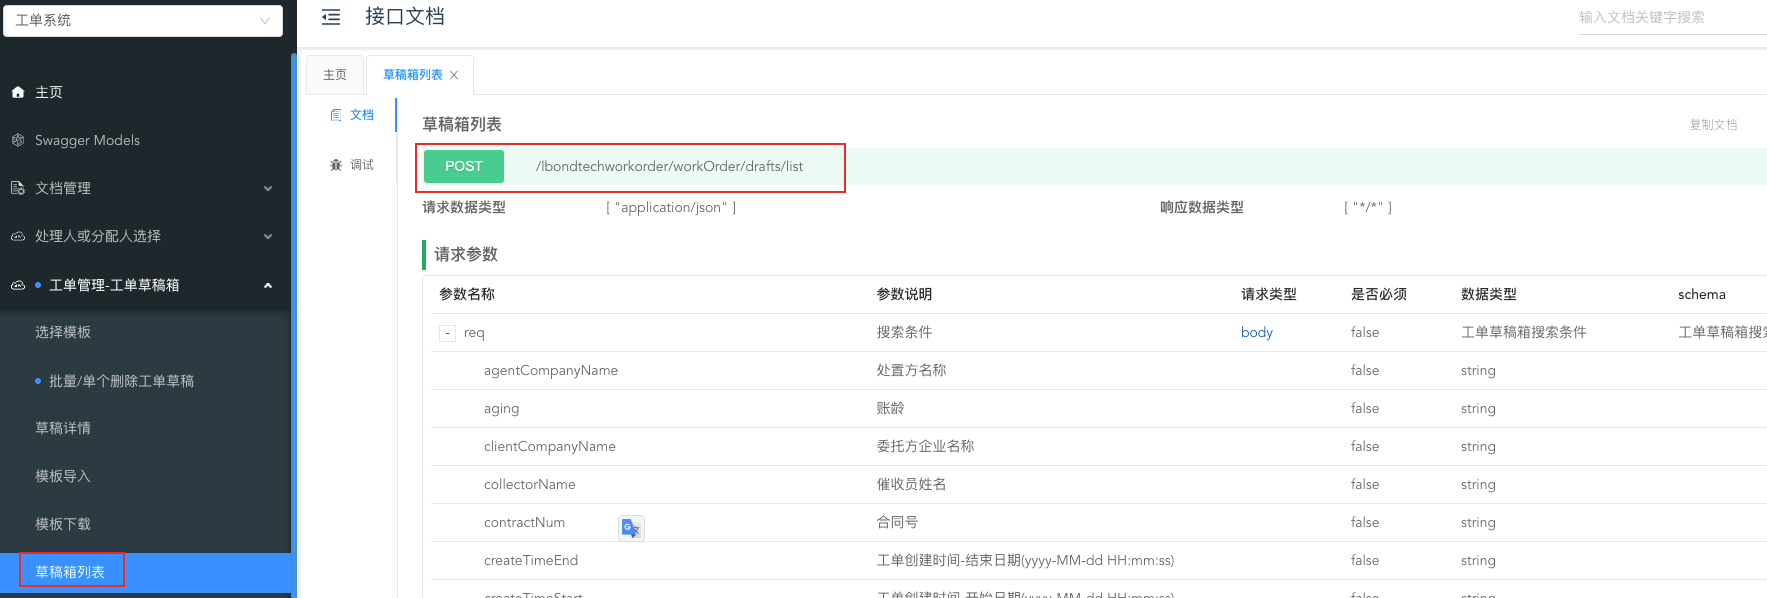 工单系统
接口文档
输入文档关键字搜索
主页
Swagger Models
文档管理
处理人或分配人选择
工单管理-工单草稿箱
选择模板
批量/单个删除工单草稿
草稿详情
模板导入
模板下载
草稿箱列表
主页
草稿箱列表
文档
调试
草稿箱列表
复制文档
POST /lbondtechworkorder/workOrder/drafts/list
请求数据类型 [ "application/json" ] 响应数据类型 [ "*/*" ]
请求参数
参数名称 参数说明 请求类型 是否必须 数据类型 schema
- req 搜索条件 body false 工单草稿箱搜索条件 工单草稿箱搜索
agentCompanyName 处置方名称 false string
aging 账龄 false string
clientCompanyName 委托方企业名称 false string
collectorName 催收员姓名 false string
contractNum 合同号 false string
createTimeEnd 工单创建时间-结束日期(yyyy-MM-dd HH:mm:ss) false string
createTimeStart 工单创建时间-开始日期(yyyy-MM-dd HH:mm:ss) false string